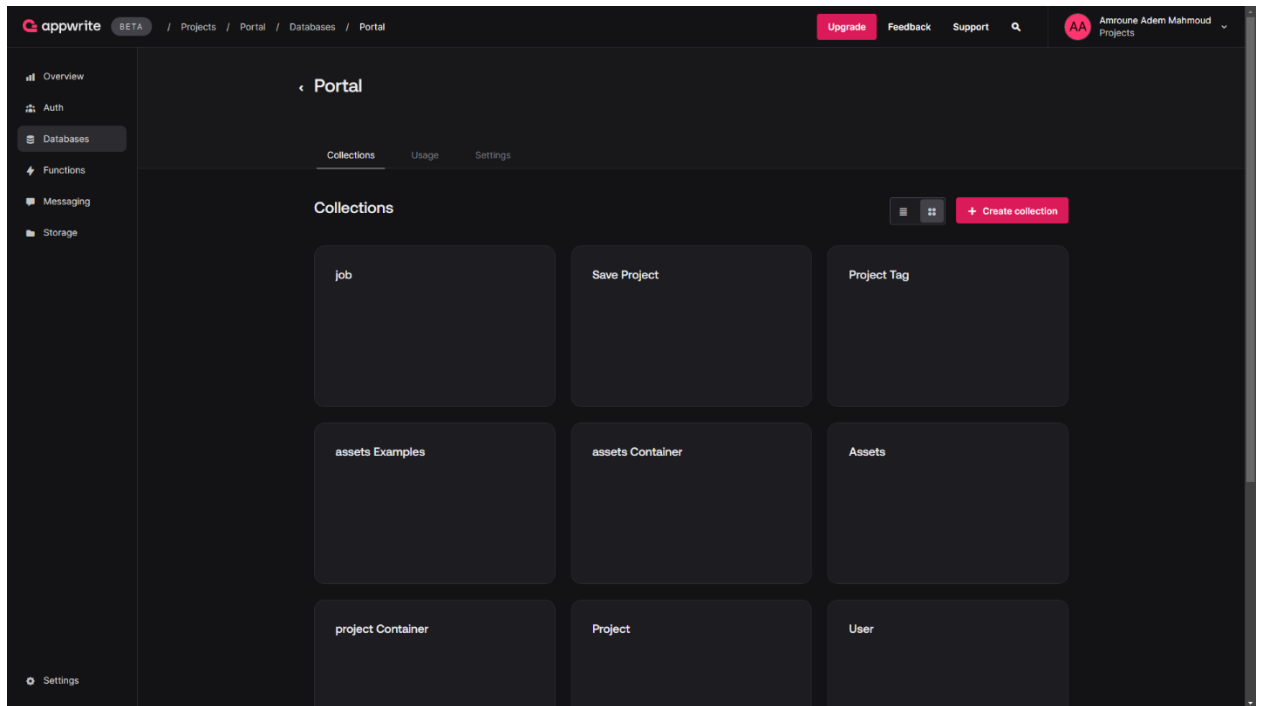 appwrite BETA / Projects / Portal / Databases / Portal Upgrade Feedback Support AA Amroune Adem Mahmoud
Projects
Overview
Auth
Databases
Functions
Messaging
Storage
Settings
Portal
Collections Usage Settings
Collections
+ Create collection
job Save Project Project Tag
assets Examples assets Container Assets
project Container Project User